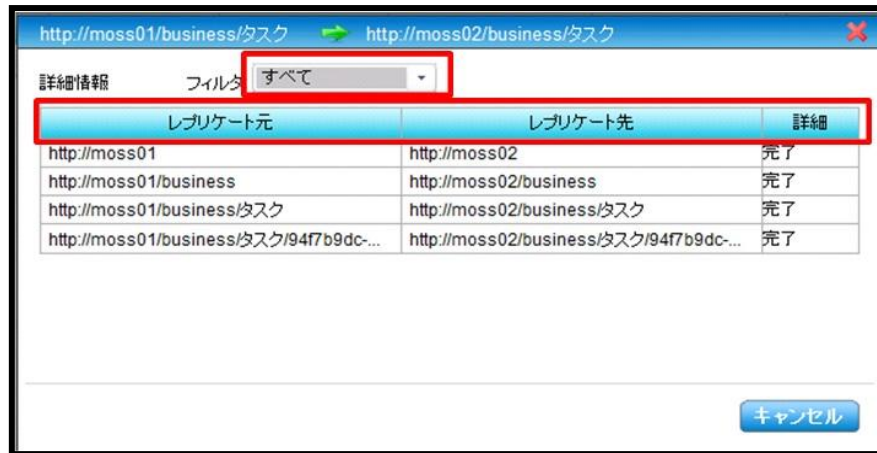 http://moss01/business/タスク http://moss02/business/タスク
詳細情報 フィルタ すべて
レプリケート元 レプリケート先 詳細
http://moss01 http://moss02 完了
http://moss01/business http://moss02/business 完了
http://moss01/business/タスク http://moss02/business/タスク 完了
http://moss01/business/タスク/94f7b9dc-... http://moss02/business/タスク/94f7b9dc-... 完了
キャンセル